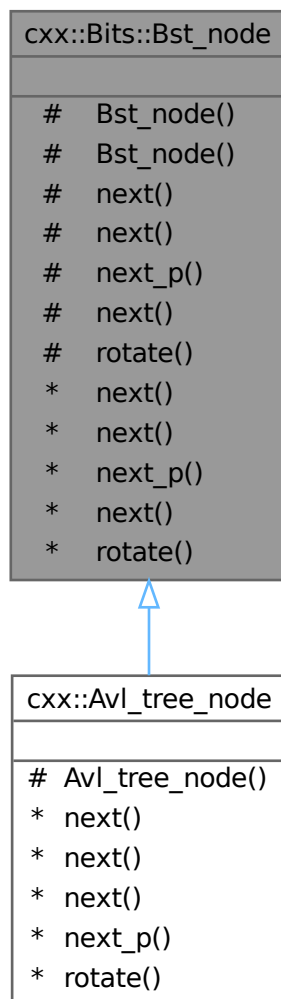 cxx::Bits::Bst_node
# Bst_node()
# Bst_node()
# next()
# next()
# next_p()
# next()
# rotate()
* next()
* next()
* next_p()
* next()
* rotate()
cxx::Avl_tree_node
# Avl_tree_node()
* next()
* next()
* next()
* next_p()
* rotate()